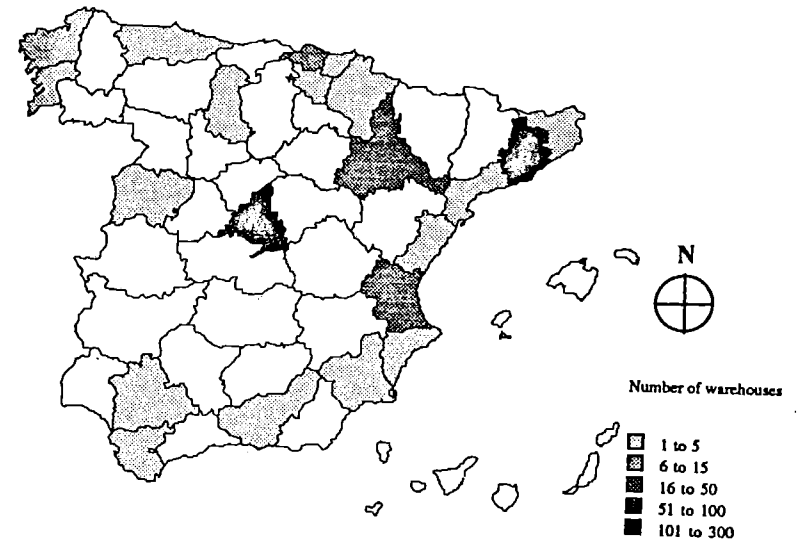 N
Number of warehouses
1 to 5
6 to 15
16 to 50
51 to 100
101 to 300